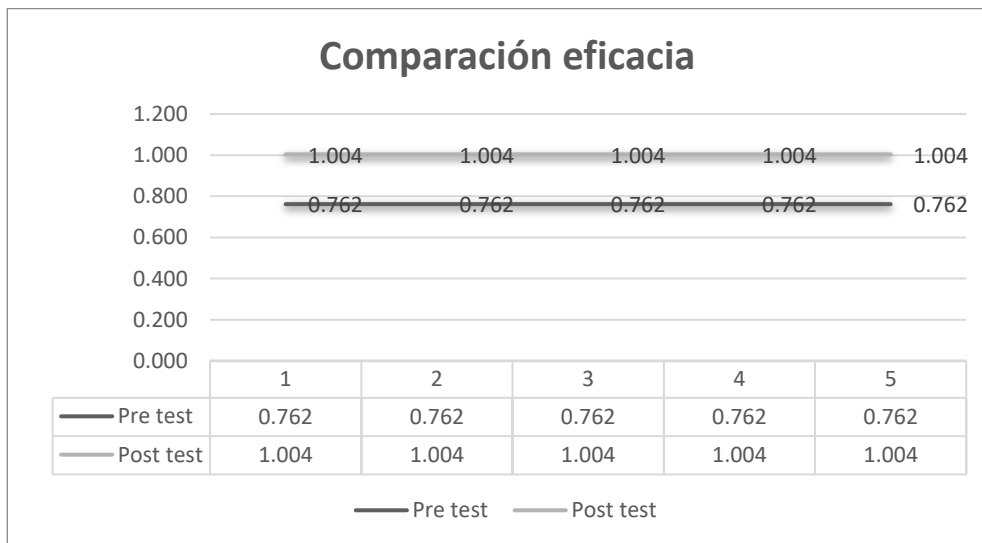 Comparación eficacia
1.200
1.000
0.800
0.600
0.400
0.200
0.000
1.004 1.004 1.004 1.004 1.004
0.762 0.762 0.762 0.762 0.762
1 2 3 4 5
Pre test 0.762 0.762 0.762 0.762 0.762
Post test 1.004 1.004 1.004 1.004 1.004
Pre test Post test